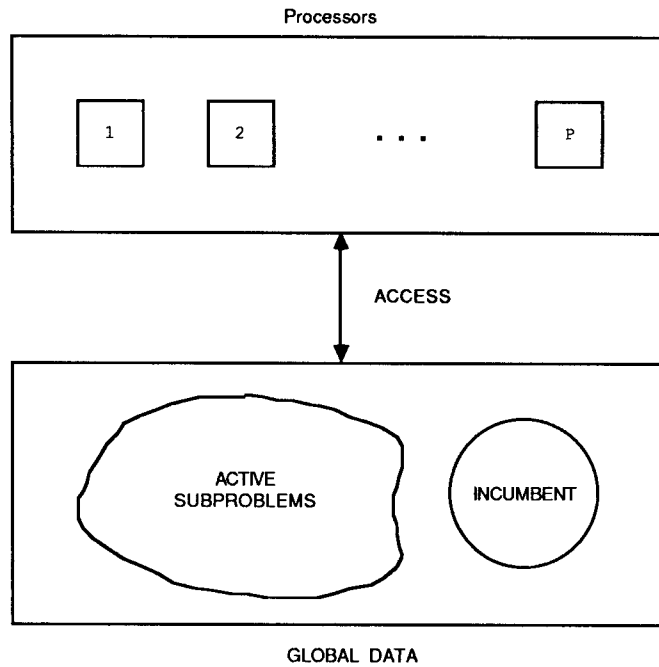 Processors
1 2 ... P
ACCESS
ACTIVE
SUBPROBLEMS
INCUMBENT
GLOBAL DATA